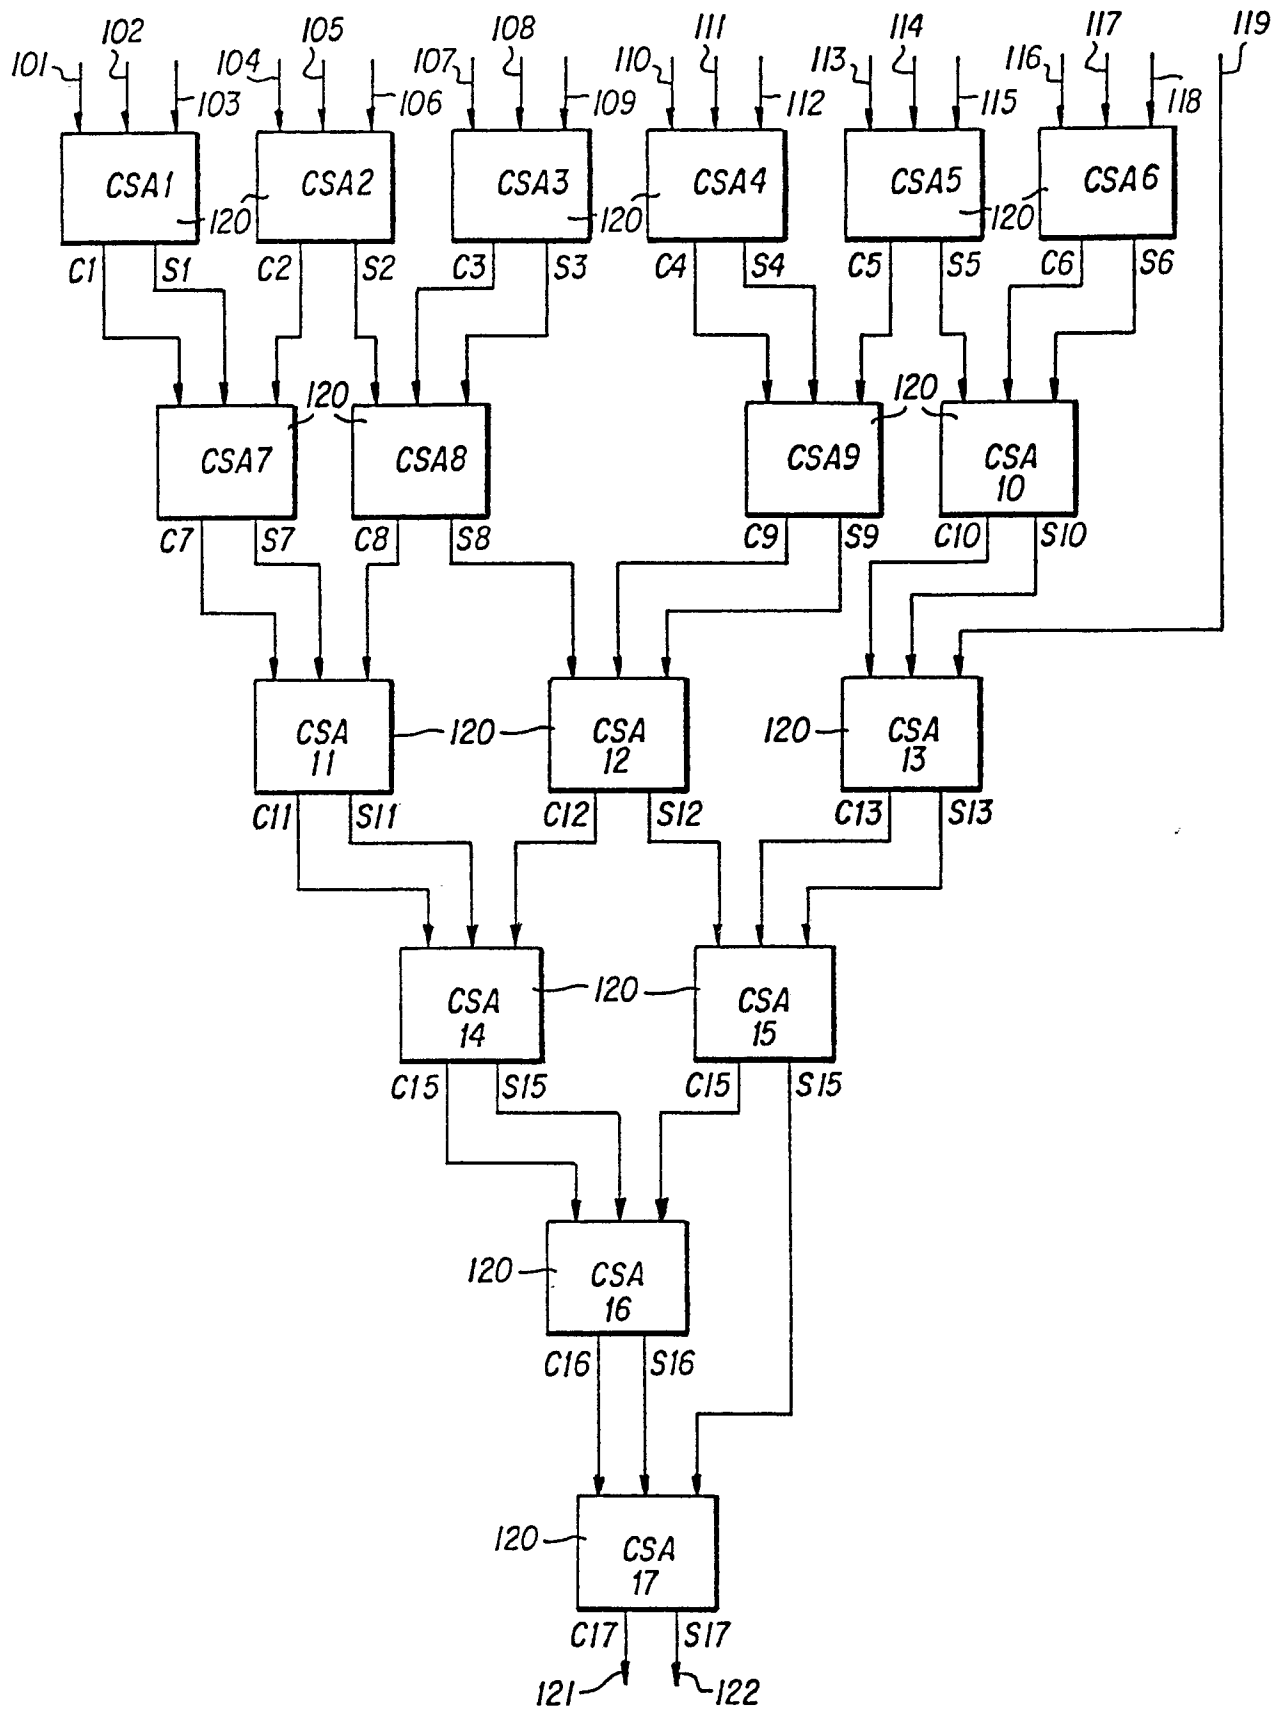 101 102 103 104 105 106 107 108 109 110 111 112 113 114 115 116 117 118 119
CSA1 CSA2 CSA3 CSA4 CSA5 CSA6
120 120 120
C1 S1 C2 S2 C3 S3 C4 S4 C5 S5 C6 S6
120 120
CSA7 CSA8 CSA9 CSA 10
C7 S7 C8 S8 C9 S9 C10 S10
CSA 11 120 CSA 12 120 CSA 13
C11 S11 C12 S12 C13 S13
CSA 14 120 CSA 15
C15 S15 C15 S15
120 CSA 16
C16 S16
120 CSA 17
C17 S17
121 122